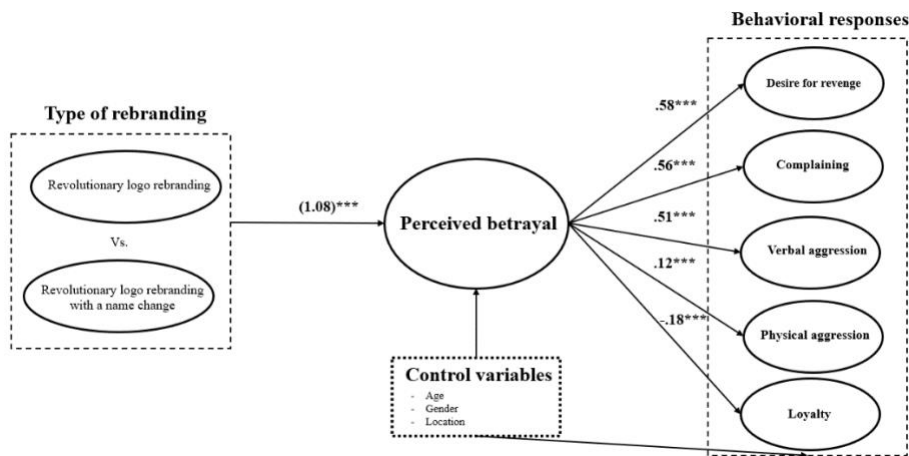 Behavioral responses
Type of rebranding
Revolutionary logo rebranding
Vs.
Revolutionary logo rebranding
with a name change
(1.08)***
Perceived betrayal
Control variables
- Age
- Gender
- Location
.58***
.56***
.51***
.12***
-.18***
Desire for revenge
Complaining
Verbal aggression
Physical aggression
Loyalty